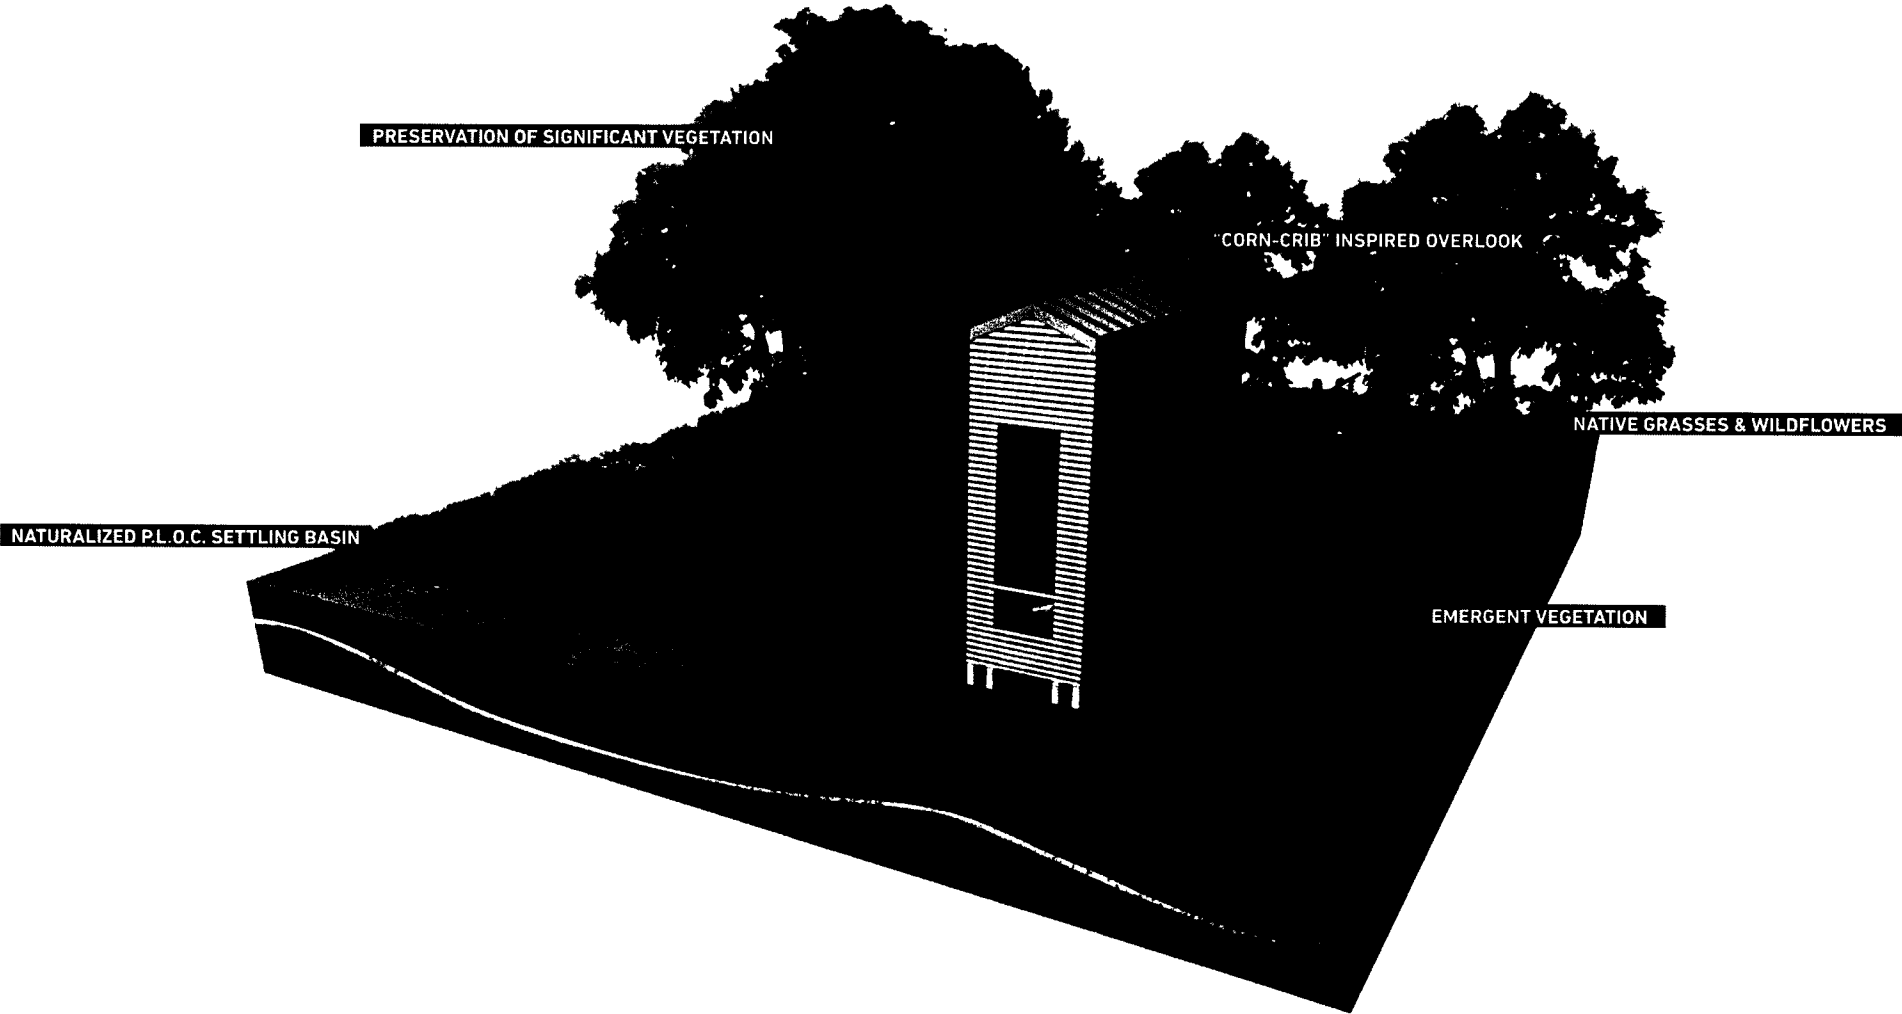 PRESERVATION OF SIGNIFICANT VEGETATION
"CORN-CRIB" INSPIRED OVERLOOK
NATIVE GRASSES & WILDFLOWERS
NATURALIZED P.L.O.C. SETTLING BASIN
EMERGENT VEGETATION